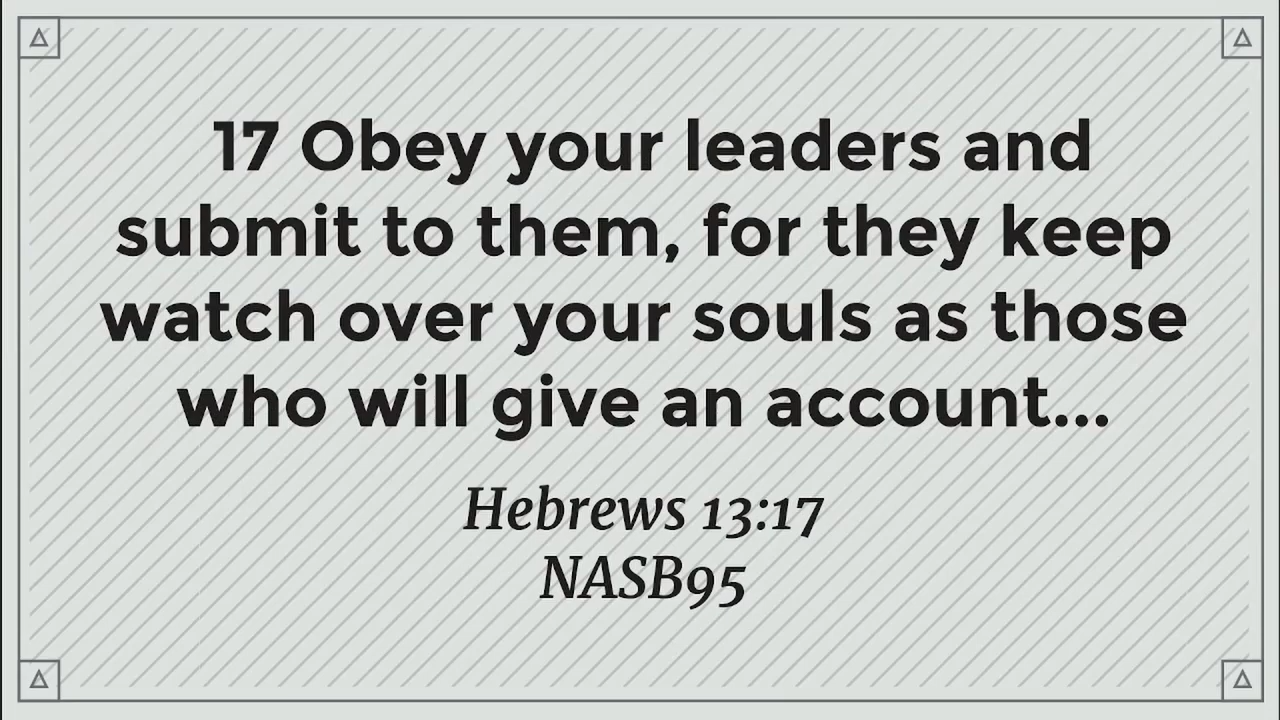 17 Obey your leaders and
submit to them, for they keep
watch over your souls as those
who will give an account...
Hebrews 13:17
NASB95